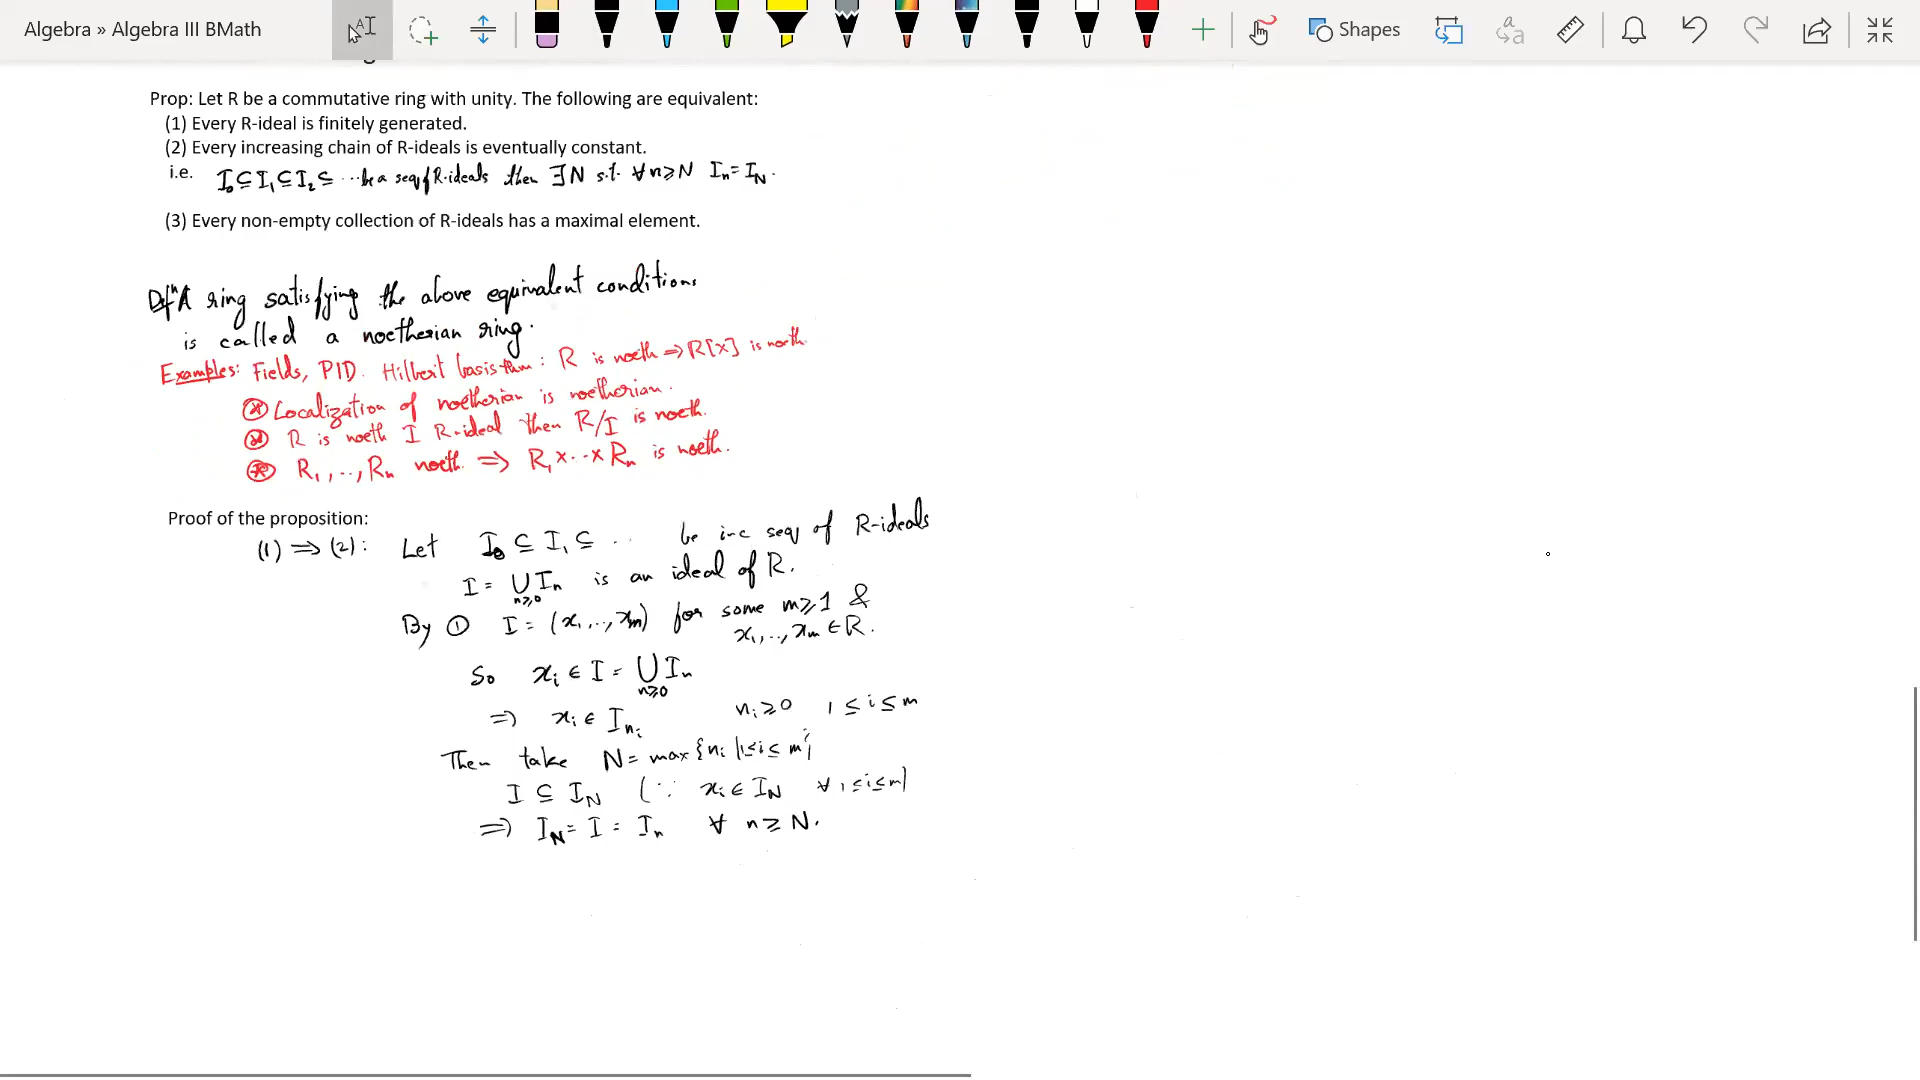 Algebra » Algebra III BMath
Shapes
Prop: Let R be a commutative ring with unity. The following are equivalent:
(1) Every R-ideal is finitely generated.
(2) Every increasing chain of R-ideals is eventually constant.
i.e. I₀ ⊆ I₁ ⊆ I₂ ⊆ ... be a seq of R-ideals then ∃ N s.t. ∀ n ≥ N Iₙ = I_N.
(3) Every non-empty collection of R-ideals has a maximal element.
Defⁿ A ring satisfying the above equivalent conditions
is called a noetherian ring.
Examples: Fields, PID. Hilbert basis thm: R is noeth ⇒ R[X] is noeth
⊛ Localization of noetherian is noetherian.
⊛ R is noeth I R-ideal then R/I is noeth.
⊛ R₁, .., Rₙ noeth. ⇒ R₁ × .. × Rₙ is noeth.
Proof of the proposition:
(1) ⇒ (2): Let I₀ ⊆ I₁ ⊆ .. be inc seq of R-ideals
I = ⋃_{n≥0} Iₙ is an ideal of R.
By ① I = (x₁, .., xₘ) for some m ≥ 1 &
x₁, .., xₘ ∈ R.
So xᵢ ∈ I = ⋃_{n≥0} Iₙ
⇒ xᵢ ∈ I_{nᵢ} nᵢ ≥ 0 1 ≤ i ≤ m
Then take N = max{nᵢ | 1 ≤ i ≤ m}
I ⊆ I_N (∵ xᵢ ∈ I_N ∀ 1 ≤ i ≤ m)
⇒ I_N = I = Iₙ ∀ n ≥ N.